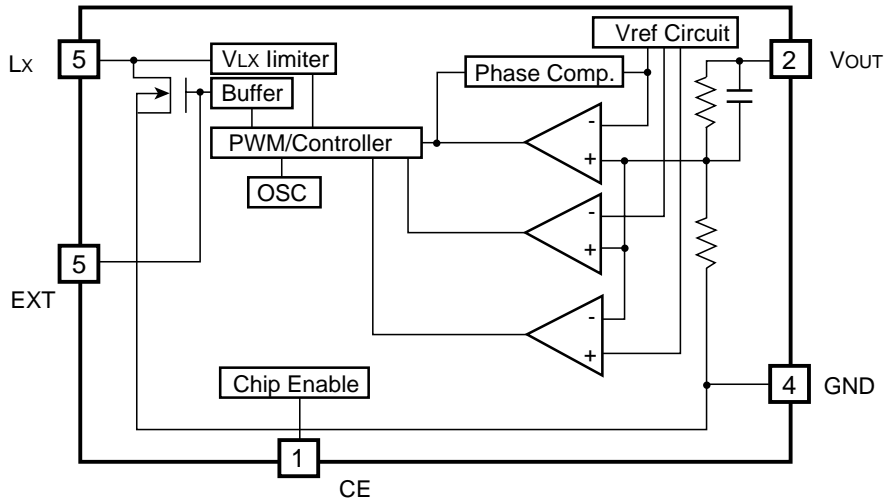 Vref Circuit
LX 5 VLX limiter 2 VOUT
Phase Comp.
Buffer
-
PWM/Controller
+
OSC
-
+
5
EXT
-
+
Chip Enable
4 GND
1
CE